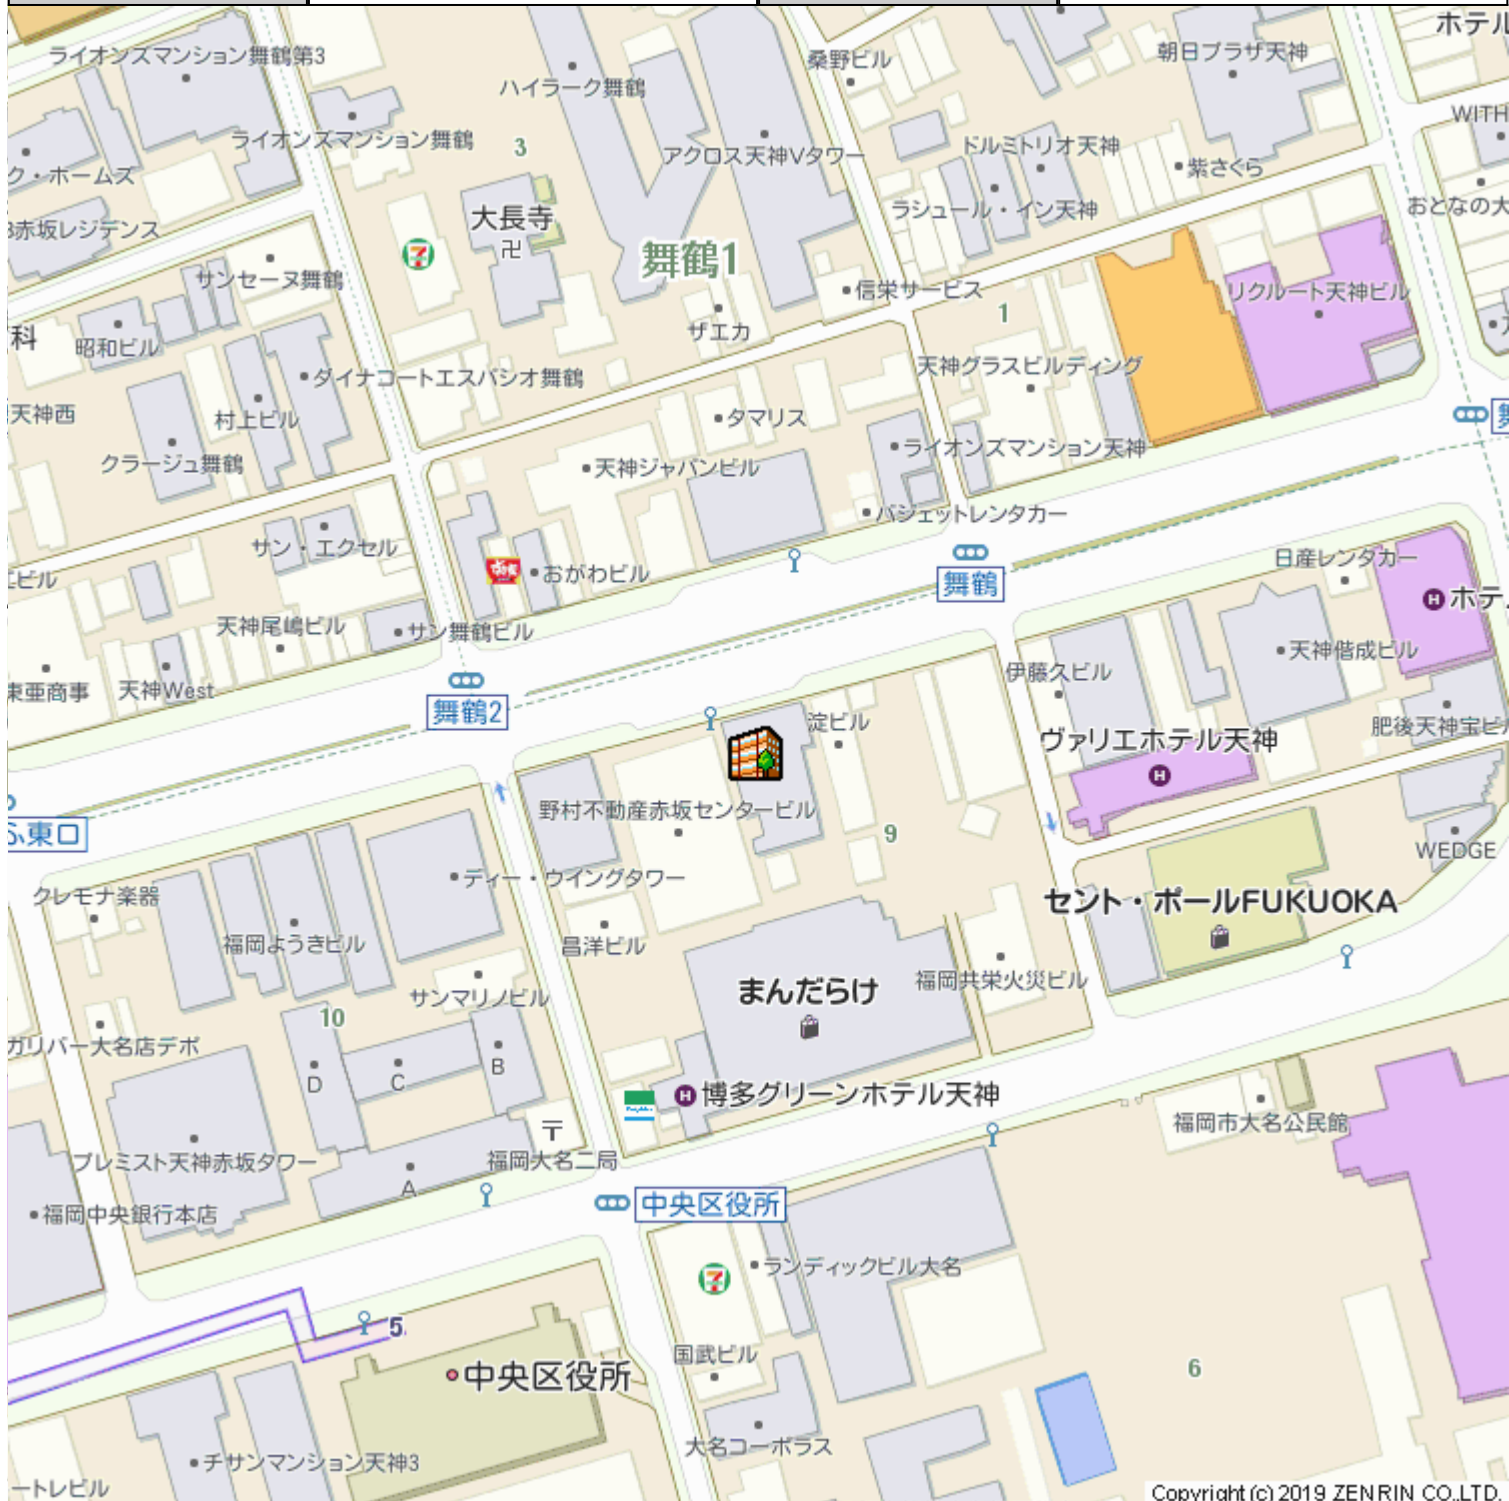 ホテル
ライオンズマンション舞鶴第3
桑野ビル
朝日プラザ天神
ハイラーク舞鶴
WITH
ライオンズマンション舞鶴
3
アクロス天神Vタワー
ドルミトリオ天神
紫さくら
ク・ホームズ
大長寺
卍
ラシュール・イン天神
おとなの大
赤坂レジデンス
7
舞鶴1
サンセーヌ舞鶴
信栄サービス
リクルート天神ビル
1
科
昭和ビル
ザエカ
天神グラスビルディング
ダイナコートエスパシオ舞鶴
天神西
村上ビル
タマリス
クラージュ舞鶴
天神ジャパンビル
ライオンズマンション天神
バジェットレンタカー
サン・エクセル
すき家
おがわビル
ビル
舞鶴
日産レンタカー
ホテ
天神尾嶋ビル
サン舞鶴ビル
天神偕成ビル
東亜商事
天神West
伊藤久ビル
舞鶴2
淀ビル
肥後天神宝ビ
ヴァリエホテル天神
H
野村不動産赤坂センタービル
東口
9
WEDGE
クレモナ楽器
ディー・ウイングタワー
セント・ポールFUKUOKA
福岡ようきビル
昌洋ビル
サンマリノビル
まんだらけ
福岡共栄火災ビル
10
ガリバー大名店デポ
D
C
B
H
博多グリーンホテル天神
〒
福岡市大名公民館
プレミスト天神赤坂タワー
A
福岡大名二局
福岡中央銀行本店
中央区役所
7
ランディックビル大名
5
国武ビル
中央区役所
6
大名コーポラス
チサンマンション天神3
ートレビル
Copyright (c) 2019 ZENRIN CO.,LTD.